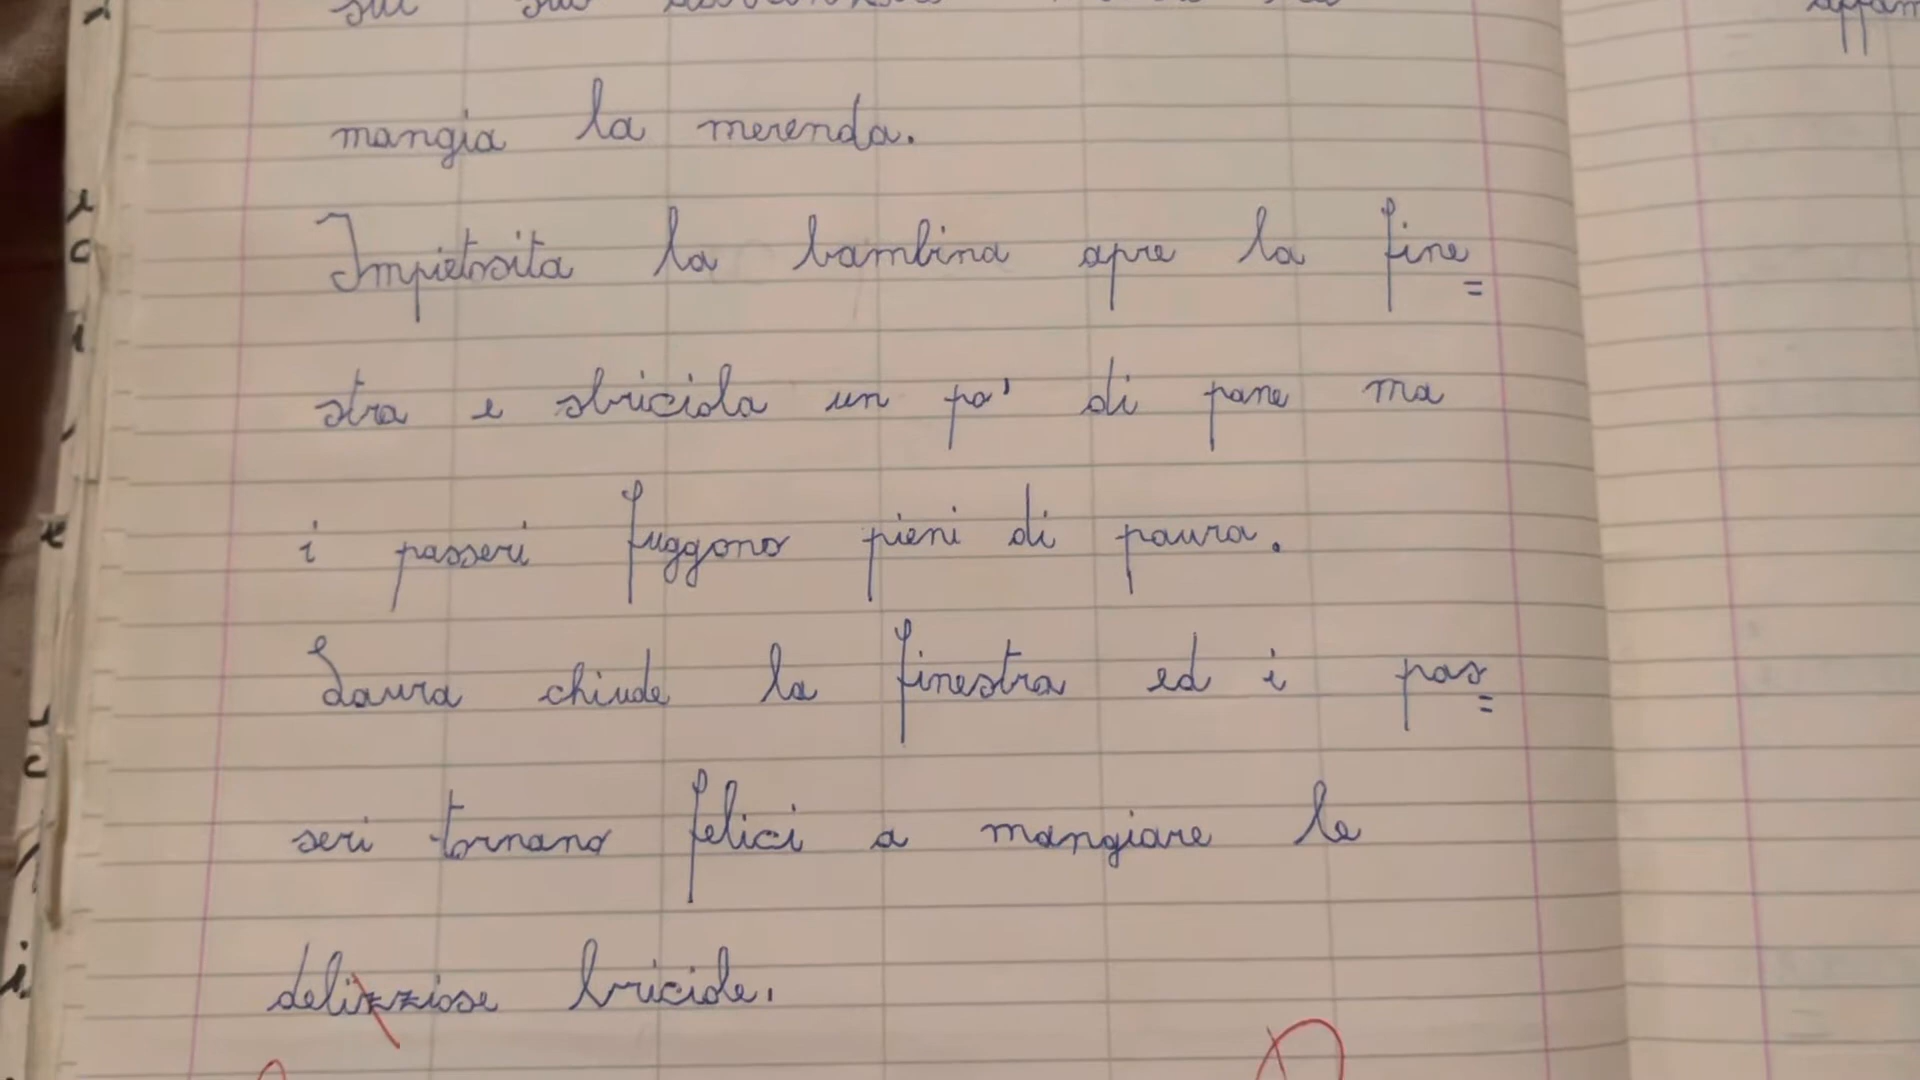 mangia la merenda.
Impietosita la bambina apre la fine=
stra e sbriciola un po' di pane ma
i passeri fuggono pieni di paura.
Laura chiude la finestra ed i pas=
seri tornano felici a mangiare le
delizziose briciole.